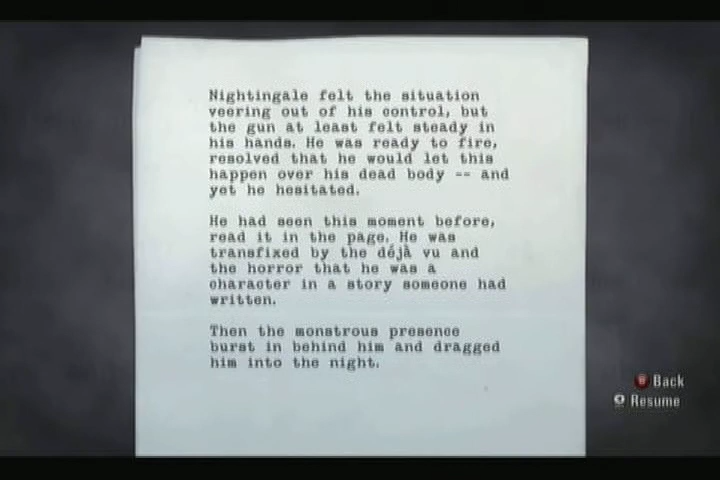 Nightingale felt the situation
veering out of his control, but
the gun at least felt steady in
his hands. He was ready to fire,
resolved that he would let this
happen over his dead body -- and
yet he hesitated.
He had seen this moment before,
read it in the page. He was
transfixed by the déjà vu and
the horror that he was a
character in a story someone had
written.
Then the monstrous presence
burst in behind him and dragged
him into the night.
B Back
Resume